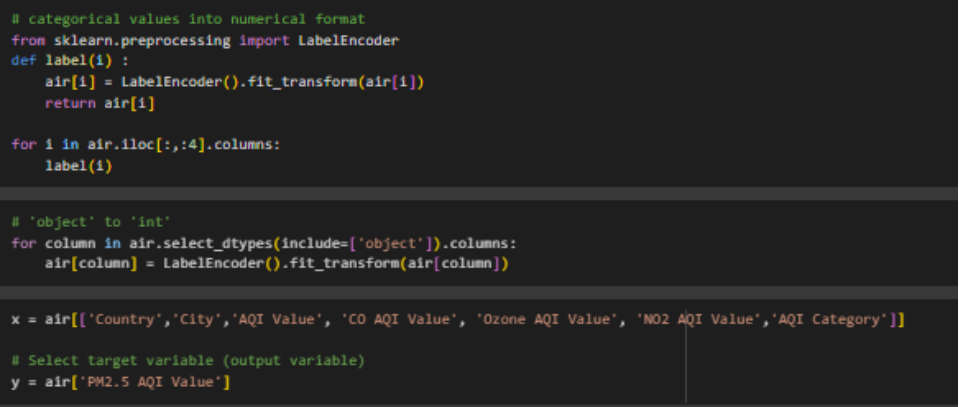 # categorical values into numerical format
from sklearn.preprocessing import LabelEncoder
def label(i) :
    air[i] = LabelEncoder().fit_transform(air[i])
    return air[i]

for i in air.iloc[:,:4].columns:
    label(i)

# 'object' to 'int'
for column in air.select_dtypes(include=['object']).columns:
    air[column] = LabelEncoder().fit_transform(air[column])

x = air[['Country','City','AQI Value', 'CO AQI Value', 'Ozone AQI Value', 'NO2 AQI Value','AQI Category']]

# Select target variable (output variable)
y = air['PM2.5 AQI Value']